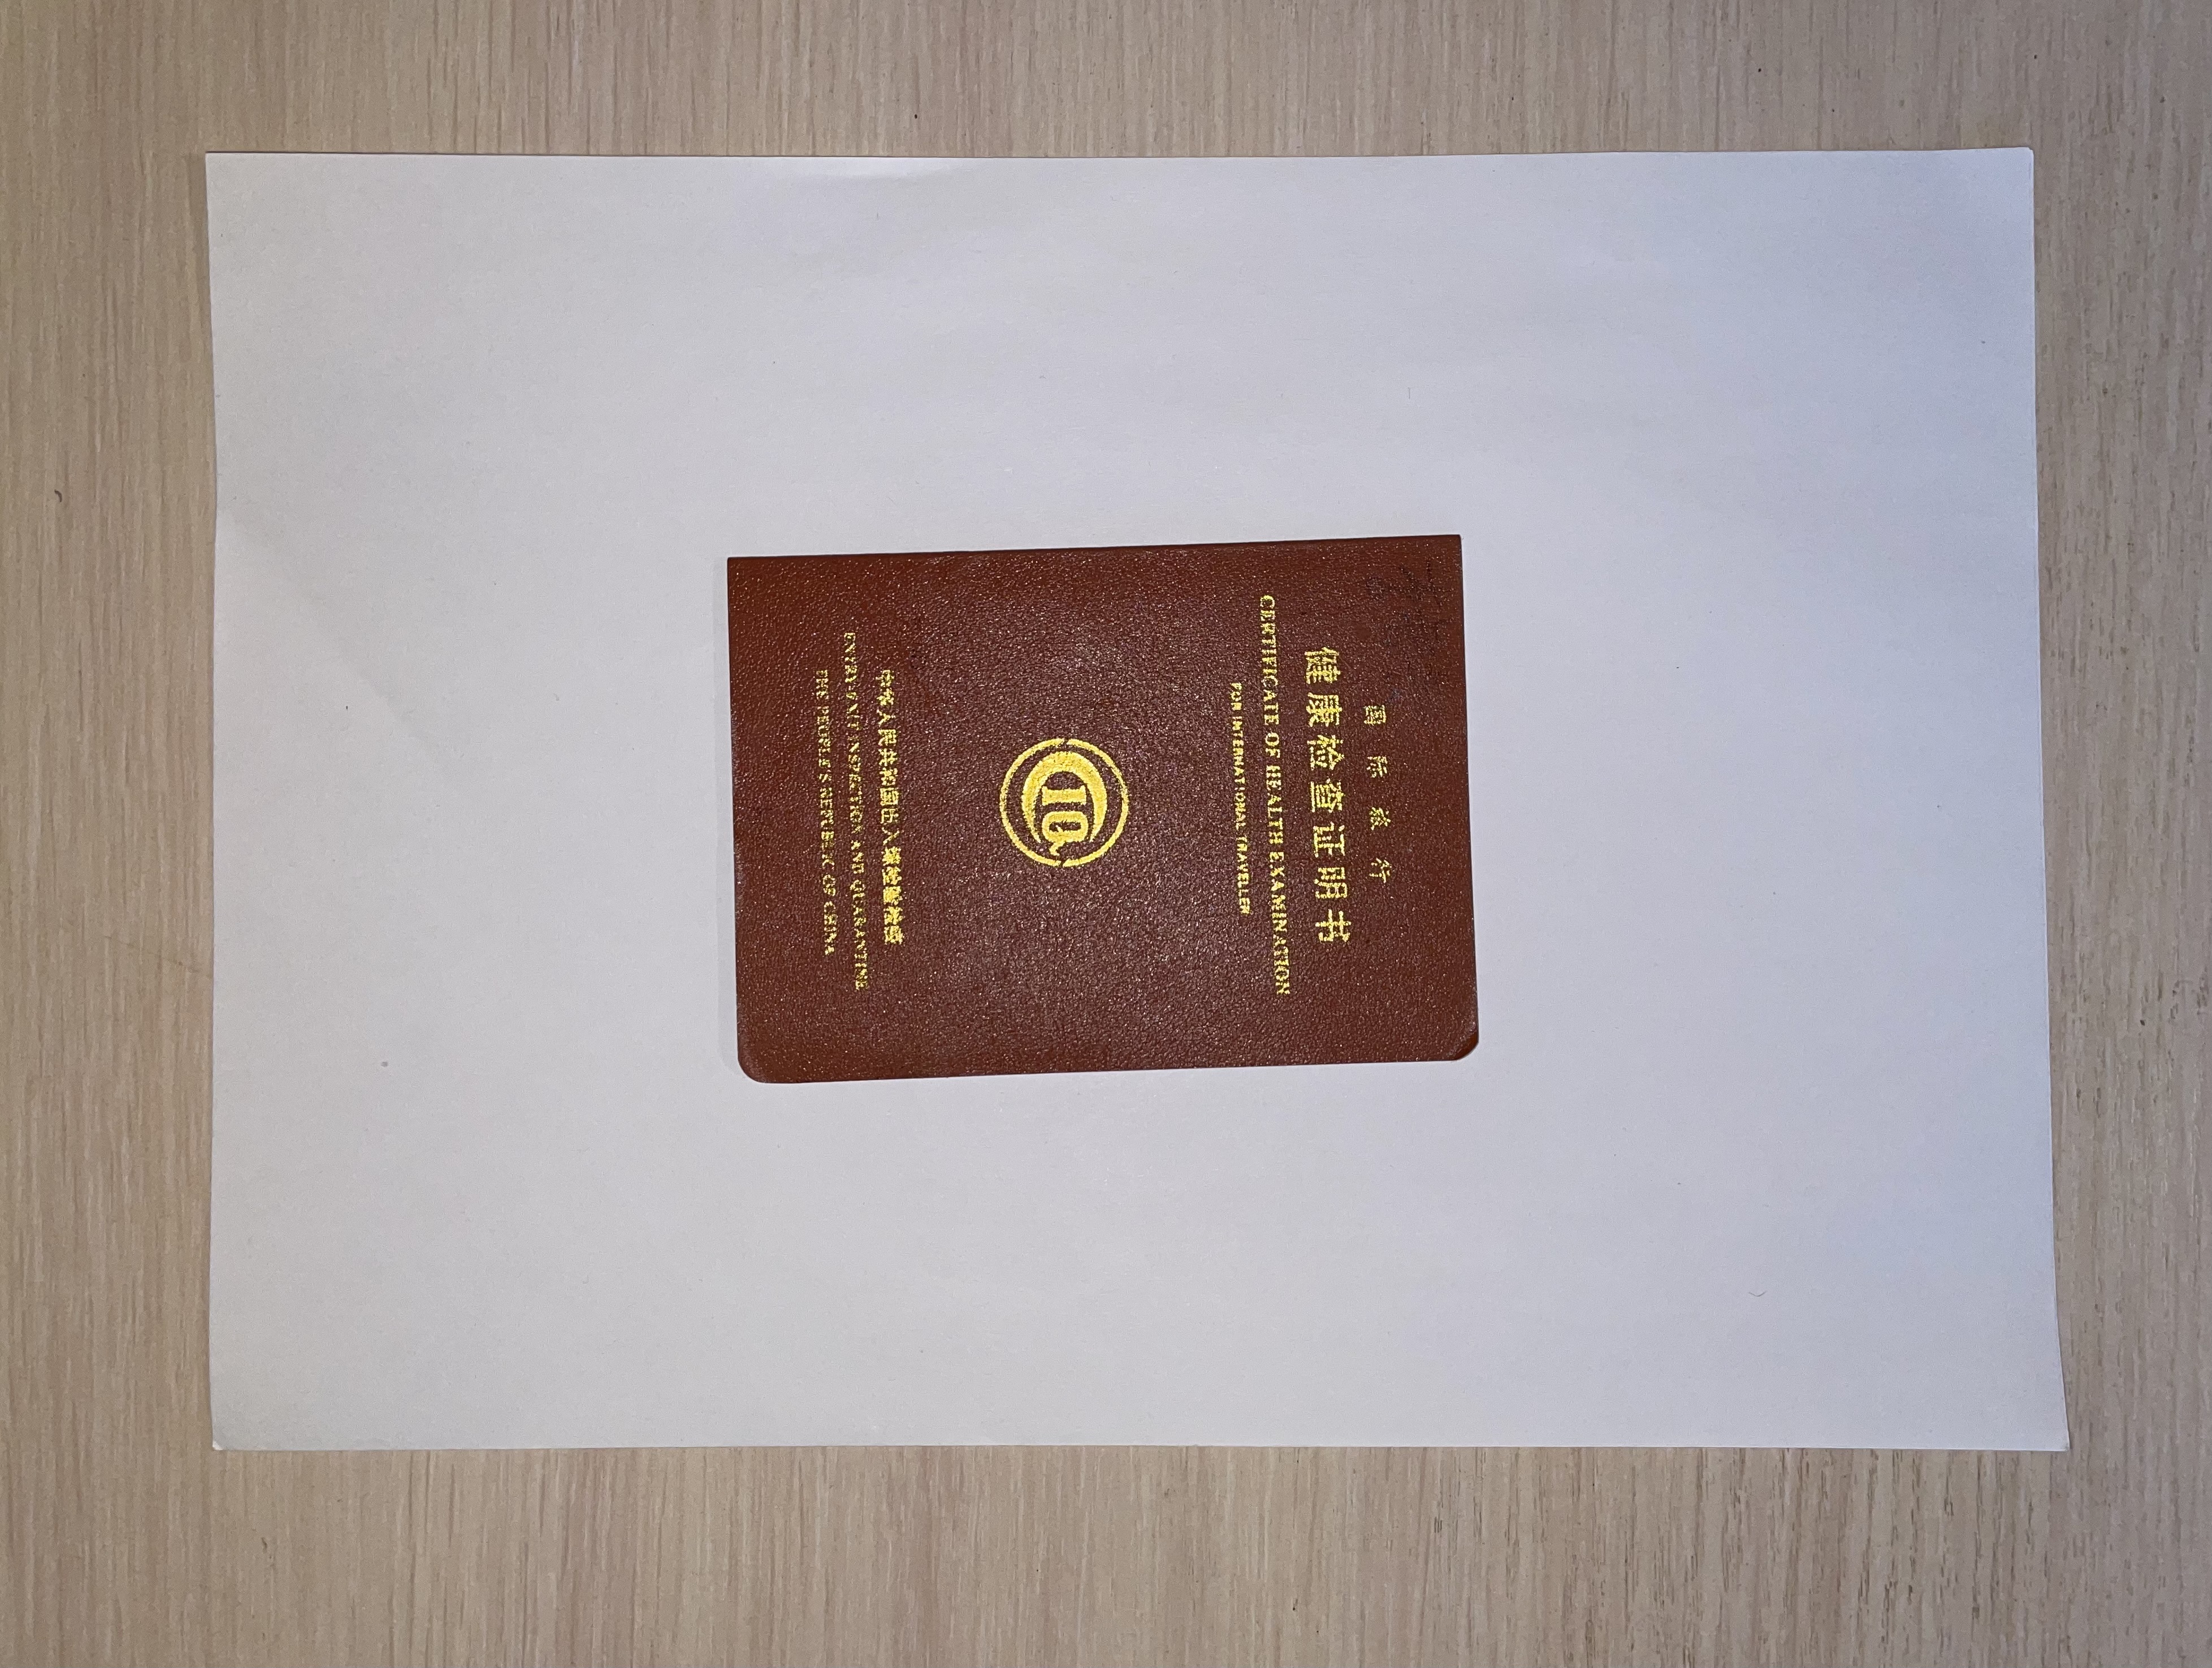 国际旅行
健康检查证明书
CERTIFICATE OF HEALTH EXAMINATION
FOR INTERNATIONAL TRAVELLER
CIQ
中华人民共和国出入境检验检疫
ENTRY-EXIT INSPECTION AND QUARANTINE
THE PEOPLE'S REPUBLIC OF CHINA